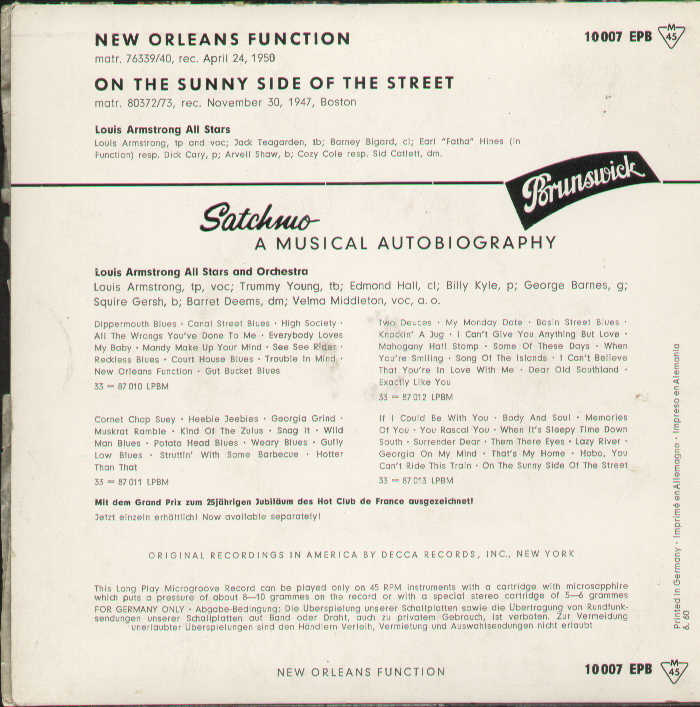 NEW ORLEANS FUNCTION
10 007 EPB M 45
matr. 76339/40, rec. April 24, 1950
ON THE SUNNY SIDE OF THE STREET
matr. 80372/73, rec. November 30, 1947, Boston
Louis Armstrong All Stars
Louis Armstrong, tp and voc; Jack Teagarden, tb; Barney Bigard, cl; Earl "Fatha" Hines (in
Function) resp. Dick Cary, p; Arvell Shaw, b; Cozy Cole resp. Sid Catlett, dm.
Brunswick
Satchmo
A MUSICAL AUTOBIOGRAPHY
Louis Armstrong All Stars and Orchestra
Louis Armstrong, tp, voc; Trummy Young, tb; Edmond Hall, cl; Billy Kyle, p; George Barnes, g;
Squire Gersh, b; Barret Deems, dm; Velma Middleton, voc, a. o.
Dippermouth Blues · Canal Street Blues · High Society ·
All The Wrongs You've Done To Me · Everybody Loves
My Baby · Mandy Make Up Your Mind · See See Rider ·
Reckless Blues · Court House Blues · Trouble In Mind ·
New Orleans Function · Gut Bucket Blues
33 = 87 010 LPBM
Two Deuces · My Monday Date · Basin Street Blues ·
Knockin' A Jug · I Can't Give You Anything But Love ·
Mahogany Hall Stomp · Some Of These Days · When
You're Smiling · Song Of The Islands · I Can't Believe
That You're In Love With Me · Dear Old Southland ·
Exactly Like You
33 = 87 012 LPBM
Cornet Chop Suey · Heebie Jeebies · Georgia Grind ·
Muskrat Ramble · Kind Of The Zulus · Snag It · Wild
Man Blues · Potato Head Blues · Weary Blues · Gully
Low Blues · Struttin' With Some Barbecue · Hotter
Than That
33 = 87 011 LPBM
If I Could Be With You · Body And Soul · Memories
Of You · You Rascal You · When It's Sleepy Time Down
South · Surrender Dear · Them There Eyes · Lazy River ·
Georgia On My Mind · That's My Home · Hobo, You
Can't Ride This Train · On The Sunny Side Of The Street
33 = 87 013 LPBM
Mit dem Grand Prix zum 25jährigen Jubiläum des Hot Club de France ausgezeichnet!
Jetzt einzeln erhältlich! Now available separately!
ORIGINAL RECORDINGS IN AMERICA BY DECCA RECORDS, INC., NEW YORK
This Long Play Microgroove Record can be played only on 45 RPM instruments with a cartridge with microsapphire
which puts a pressure of about 8—10 grammes on the record or with a special stereo cartridge of 5—6 grammes
FOR GERMANY ONLY · Abgabe-Bedingung: Die Überspielung unserer Schallplatten sowie die Übertragung von Rundfunk-
sendungen unserer Schallplatten auf Band oder Draht, auch zu privatem Gebrauch, ist verboten. Zur Vermeidung
unerlaubter Überspielungen sind den Händlern Verleih, Vermietung und Auswahlsendungen nicht erlaubt
Printed in Germany · Imprimé en Allemagne · Impreso en Alemania
6. 60
NEW ORLEANS FUNCTION
10 007 EPB M 45